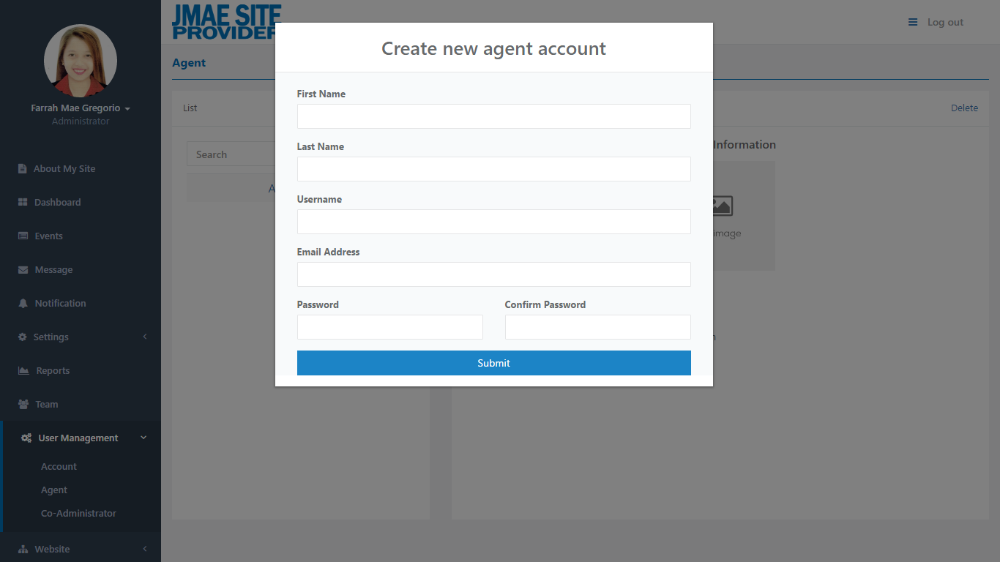 JMAE SITE
PROVIDER
Log out
Farrah Mae Gregorio
Administrator
About My Site
Dashboard
Events
Message
Notification
Settings
Reports
Team
User Management
Account
Agent
Co-Administrator
Website
Agent
List
Delete
Search
A
Information
image
Create new agent account
First Name
Last Name
Username
Email Address
Password Confirm Password
Submit